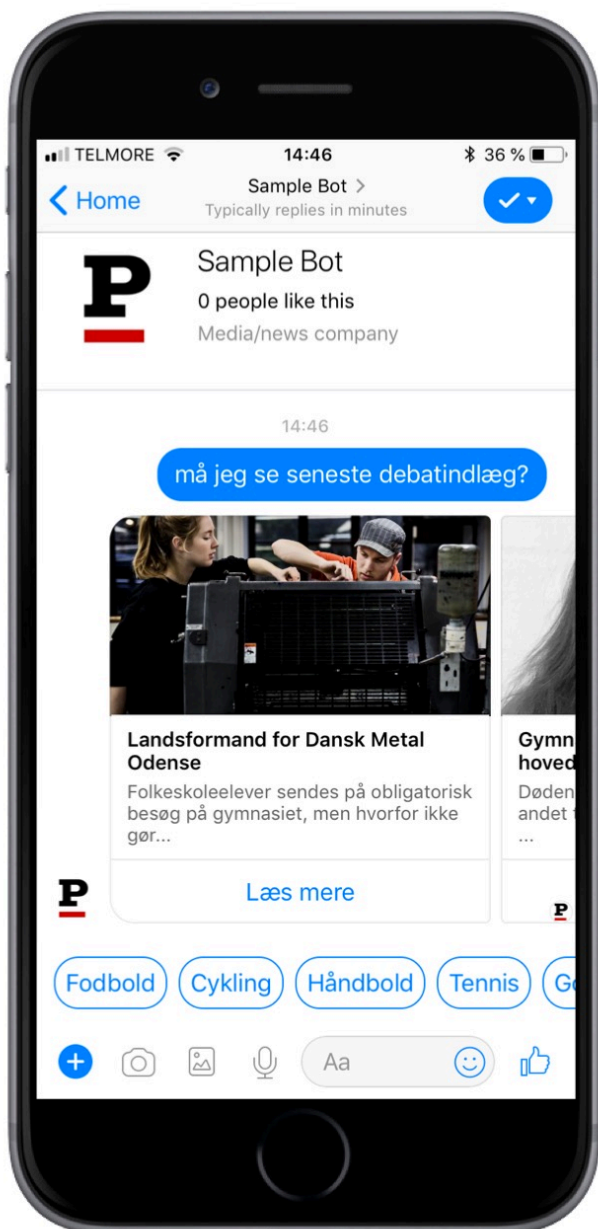 TELMORE 14:46 36 %
Home Sample Bot >
Typically replies in minutes
P
Sample Bot
0 people like this
Media/news company
14:46
må jeg se seneste debatindlæg?
Landsformand for Dansk Metal
Odense
Folkeskoleelever sendes på obligatorisk
besøg på gymnasiet, men hvorfor ikke
gør...
Læs mere
Gymn
hoved
Døden
andet t
...
P
P
Fodbold Cykling Håndbold Tennis G
Aa